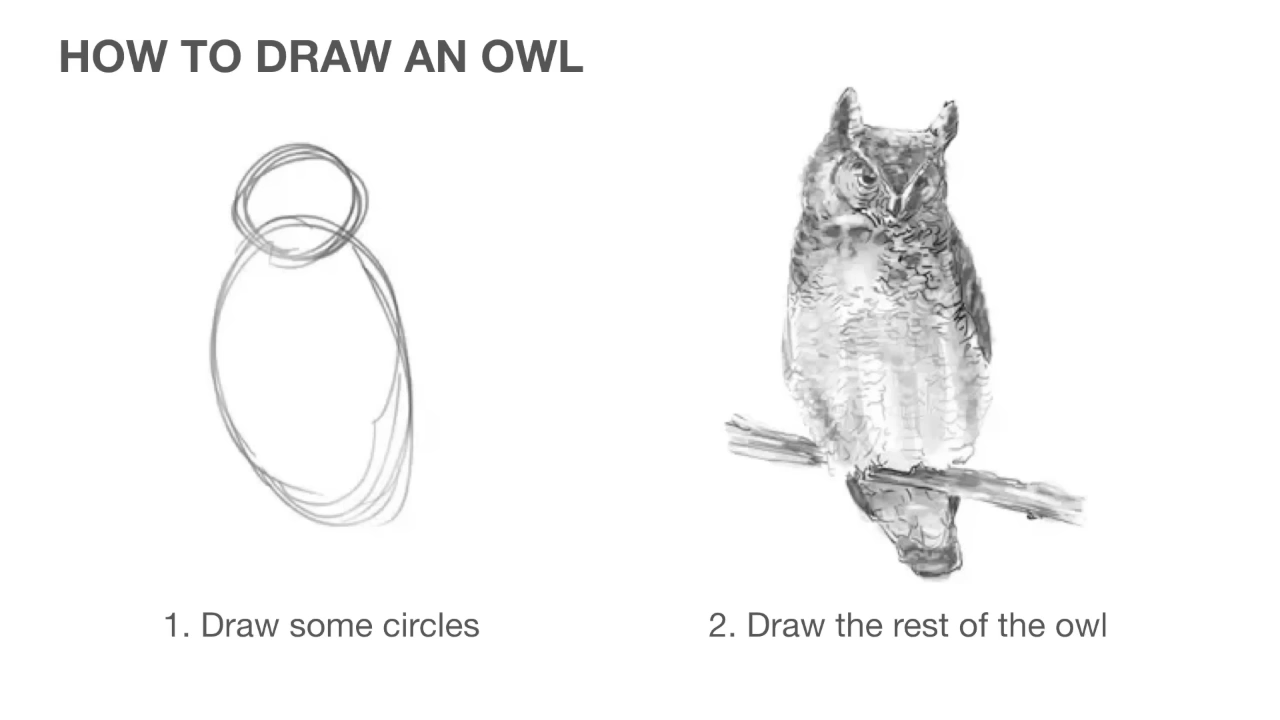 HOW TO DRAW AN OWL
1. Draw some circles
2. Draw the rest of the owl